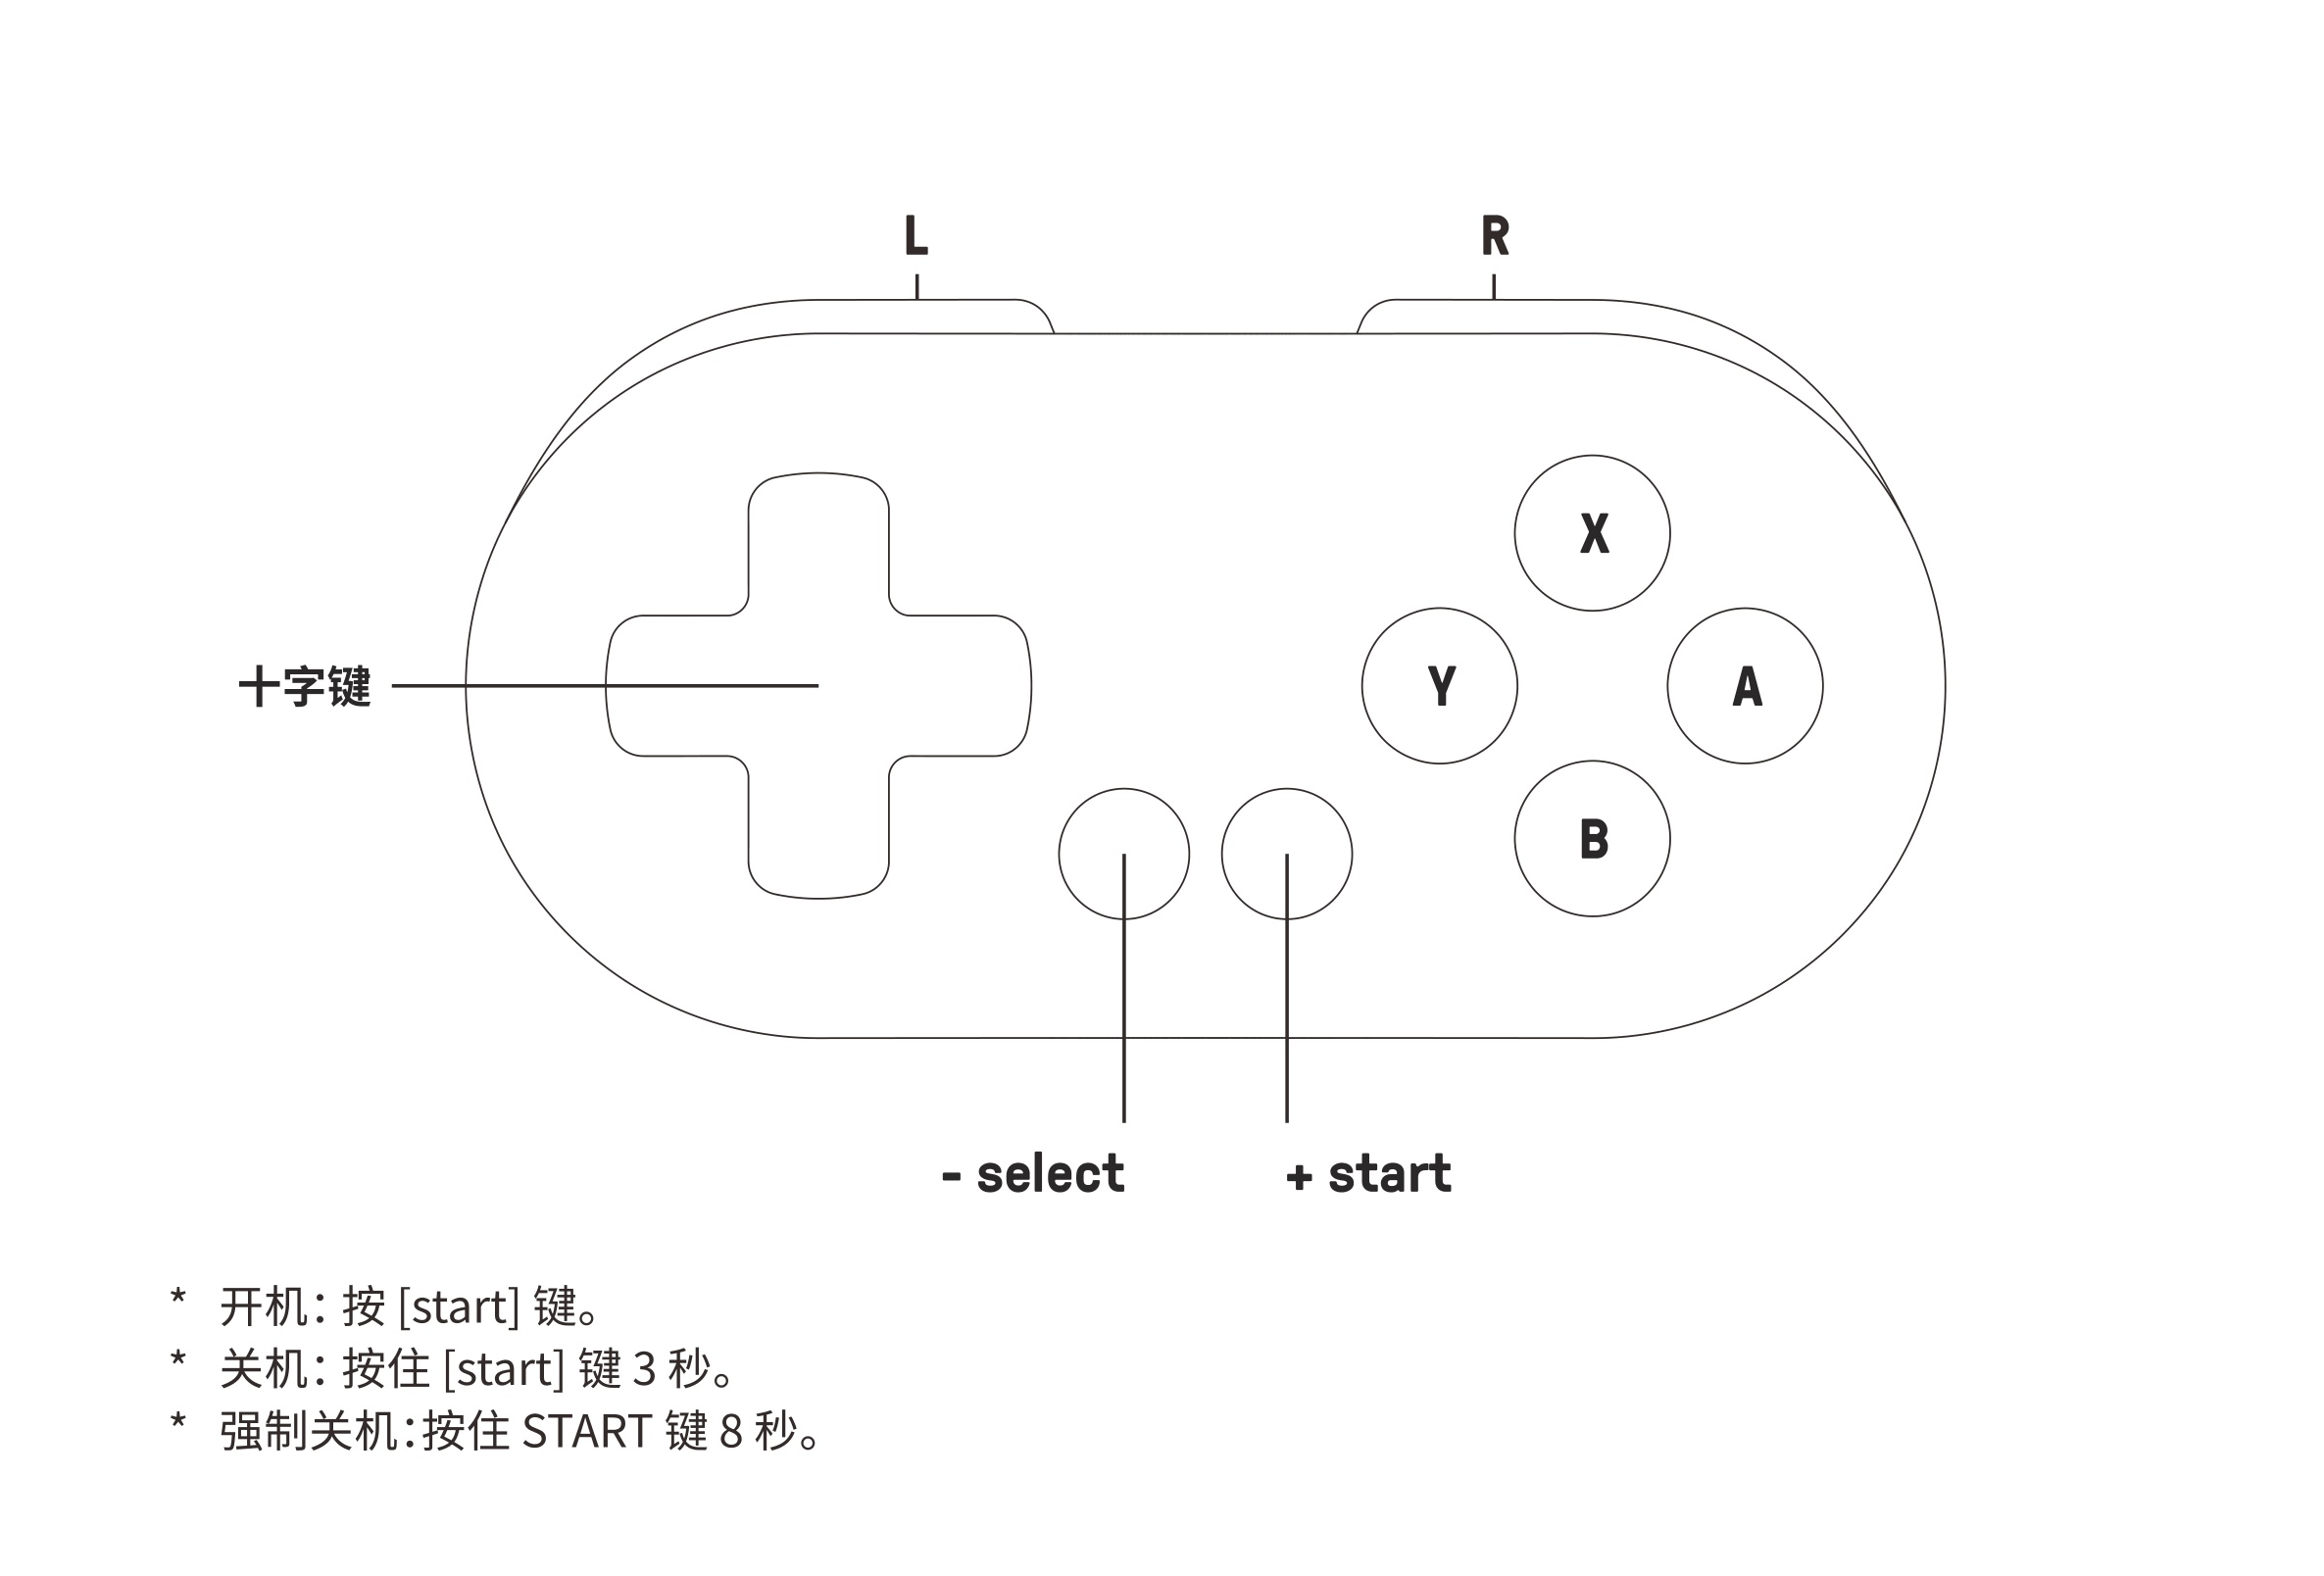 L
R
X
十字键
Y
A
B
- select
+ start
* 开机：按 [start] 键。
* 关机：按住 [start] 键 3 秒。
* 强制关机：按住 START 键 8 秒。